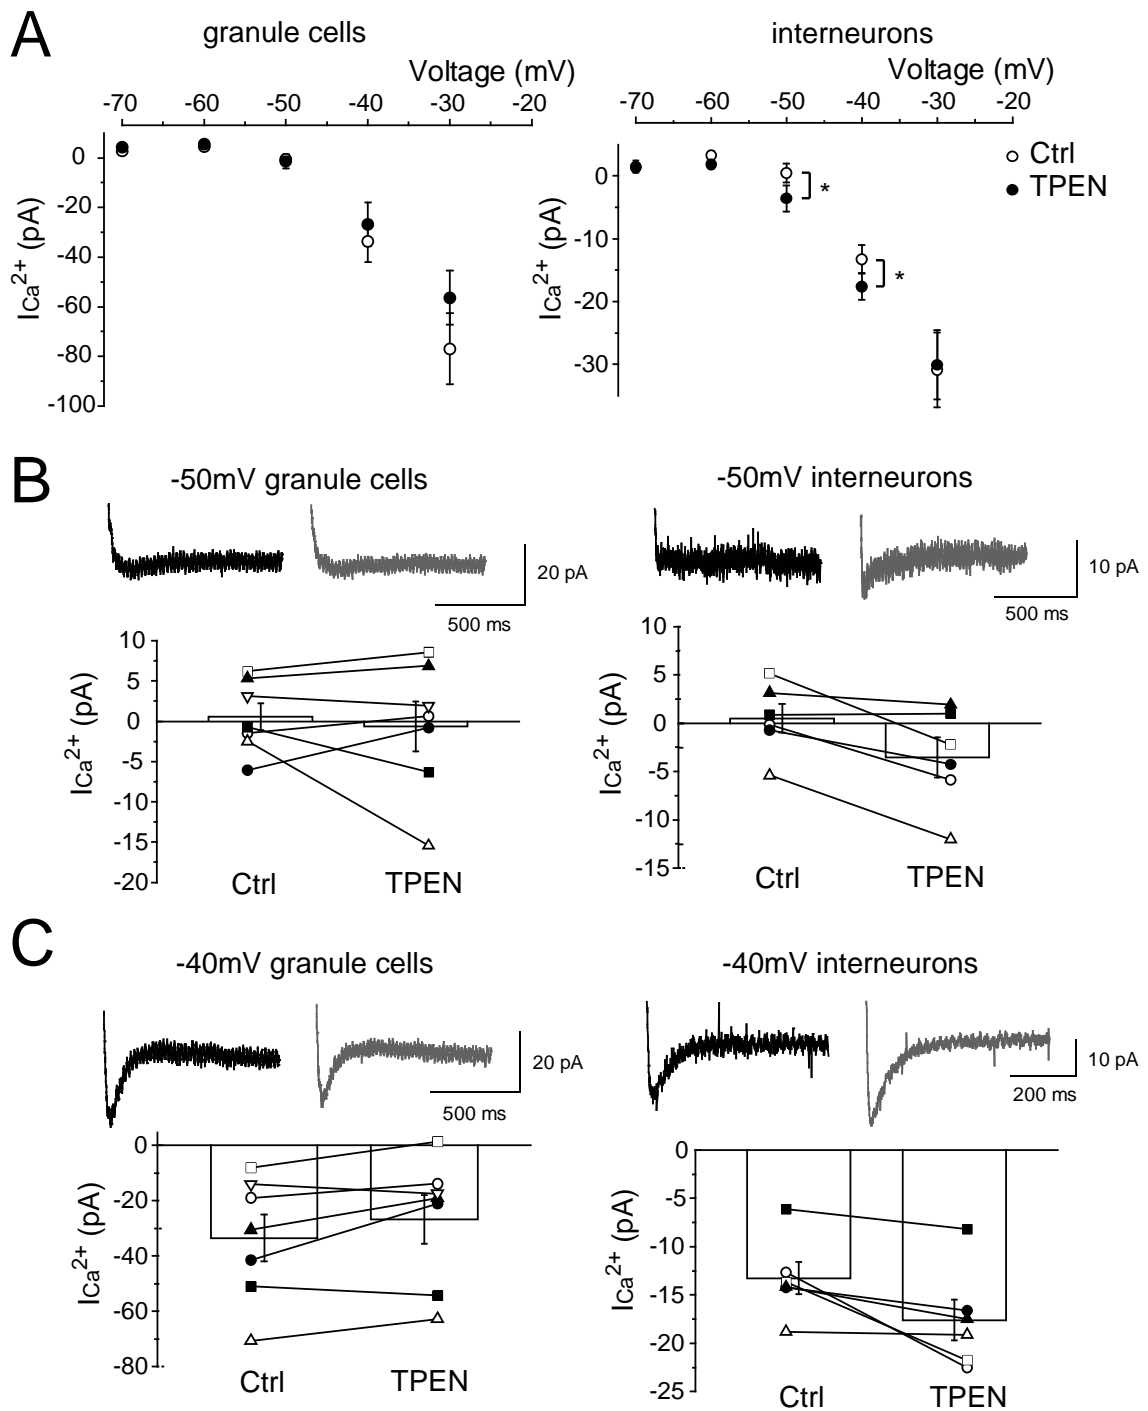 A
granule cells
interneurons
Voltage (mV)
Voltage (mV)
-70 -60 -50 -40 -30 -20
-70 -60 -50 -40 -30 -20
0
-20
-40
-60
-80
-100
ICa2+ (pA)
0
-10
-20
-30
ICa2+ (pA)
*
*
Ctrl
TPEN
B
-50mV granule cells
-50mV interneurons
20 pA
500 ms
10 pA
500 ms
10
5
0
-5
-10
-15
-20
ICa2+ (pA)
Ctrl TPEN
10
5
0
-5
-10
-15
ICa2+ (pA)
Ctrl TPEN
C
-40mV granule cells
-40mV interneurons
20 pA
500 ms
10 pA
200 ms
0
-20
-40
-60
-80
ICa2+ (pA)
Ctrl TPEN
0
-5
-10
-15
-20
-25
ICa2+ (pA)
Ctrl TPEN